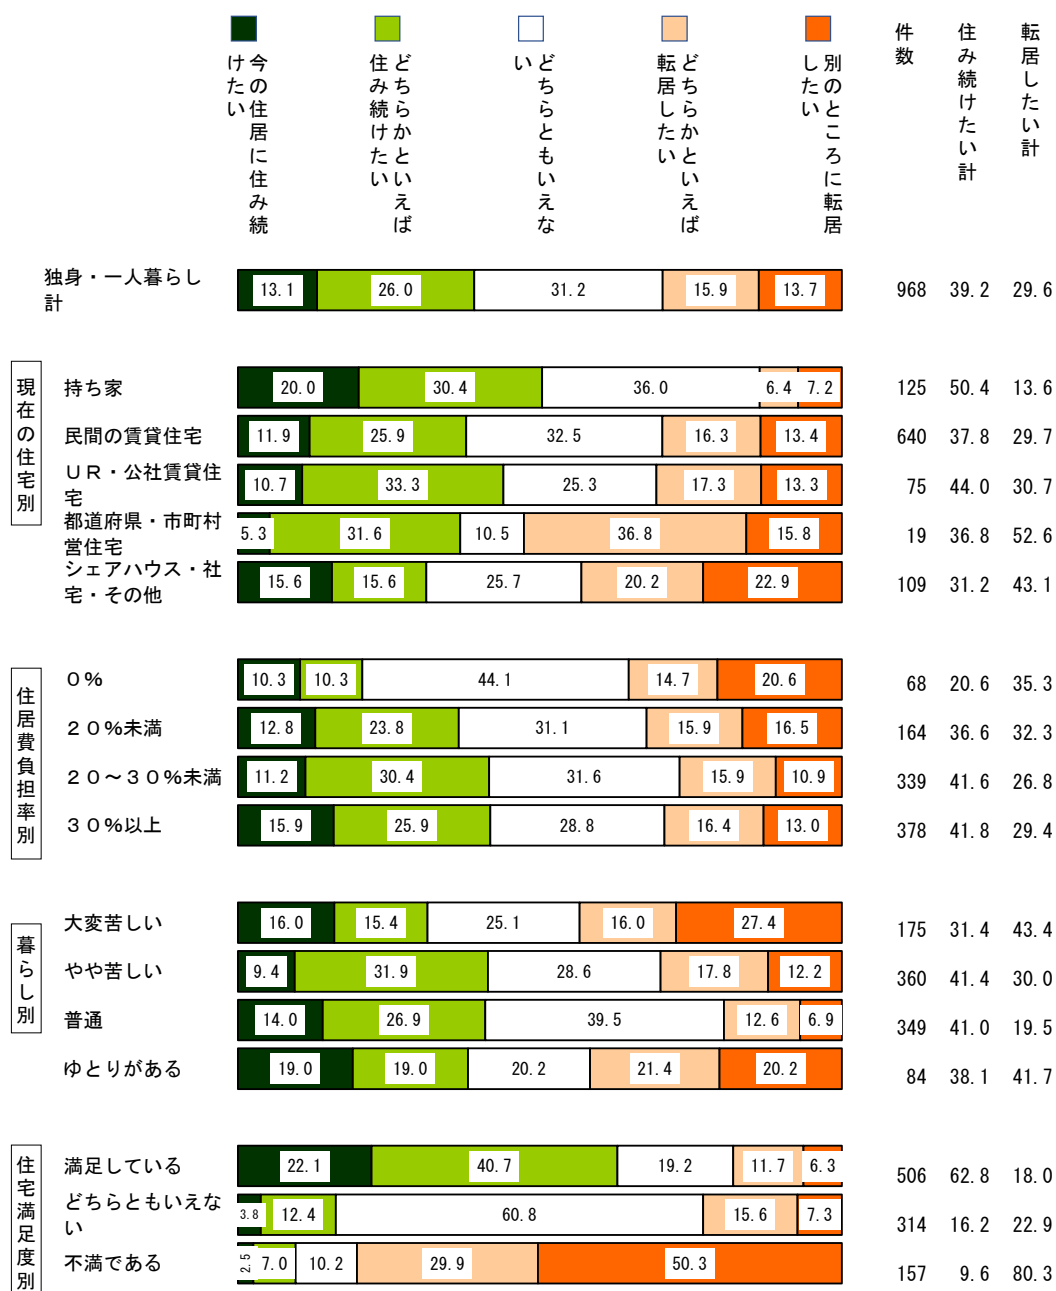 今の住居に住み続
けたい
どちらかといえば
住み続けたい
どちらともいえな
い
どちらかといえば
転居したい
別のところに転居
したい
件数
住み続けたい計
転居したい計
独身・一人暮らし
計
13.1 26.0 31.2 15.9 13.7 968 39.2 29.6
現在の住宅別
持ち家 20.0 30.4 36.0 6.4 7.2 125 50.4 13.6
民間の賃貸住宅 11.9 25.9 32.5 16.3 13.4 640 37.8 29.7
UR・公社賃貸住
宅
10.7 33.3 25.3 17.3 13.3 75 44.0 30.7
都道府県・市町村
営住宅
5.3 31.6 10.5 36.8 15.8 19 36.8 52.6
シェアハウス・社
宅・その他
15.6 15.6 25.7 20.2 22.9 109 31.2 43.1
住居費負担率別
0% 10.3 10.3 44.1 14.7 20.6 68 20.6 35.3
20%未満 12.8 23.8 31.1 15.9 16.5 164 36.6 32.3
20～30%未満 11.2 30.4 31.6 15.9 10.9 339 41.6 26.8
30%以上 15.9 25.9 28.8 16.4 13.0 378 41.8 29.4
暮らし別
大変苦しい 16.0 15.4 25.1 16.0 27.4 175 31.4 43.4
やや苦しい 9.4 31.9 28.6 17.8 12.2 360 41.4 30.0
普通 14.0 26.9 39.5 12.6 6.9 349 41.0 19.5
ゆとりがある 19.0 19.0 20.2 21.4 20.2 84 38.1 41.7
住宅満足度別
満足している 22.1 40.7 19.2 11.7 6.3 506 62.8 18.0
どちらともいえな
い
3.8 12.4 60.8 15.6 7.3 314 16.2 22.9
不満である 2.5 7.0 10.2 29.9 50.3 157 9.6 80.3